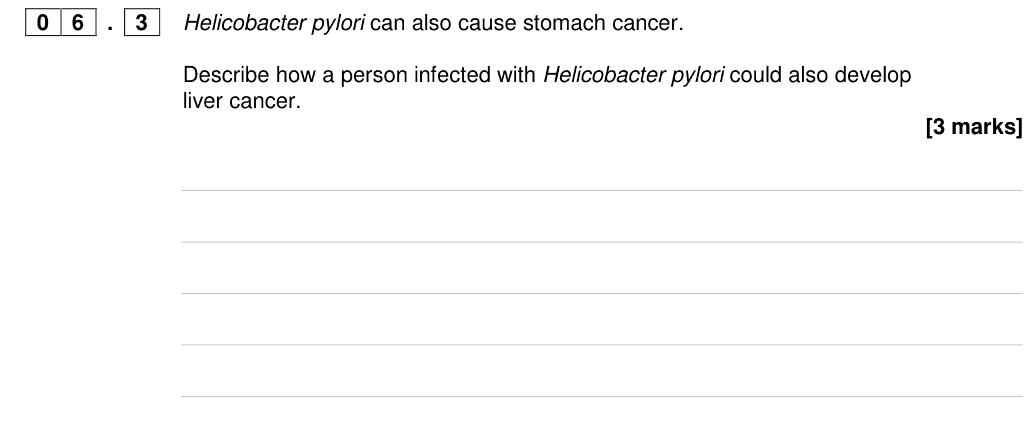 0 6 . 3 Helicobacter pylori can also cause stomach cancer.
Describe how a person infected with Helicobacter pylori could also develop
liver cancer.
[3 marks]